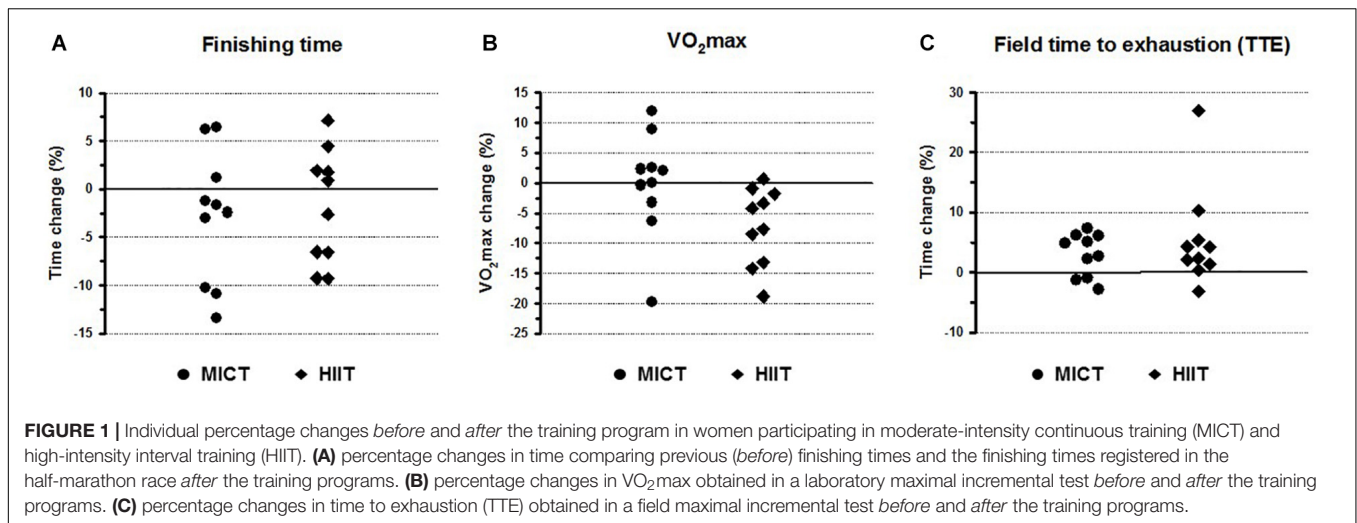 A Finishing time
Time change (%)
10
5
0
-5
-10
-15
● MICT ◆ HIIT
B VO₂max
VO₂max change (%)
15
10
5
0
-5
-10
-15
-20
-25
● MICT ◆ HIIT
C Field time to exhaustion (TTE)
Time change (%)
30
20
10
0
-10
● MICT ◆ HIIT
FIGURE 1 | Individual percentage changes before and after the training program in women participating in moderate-intensity continuous training (MICT) and
high-intensity interval training (HIIT). (A) percentage changes in time comparing previous (before) finishing times and the finishing times registered in the
half-marathon race after the training programs. (B) percentage changes in VO₂max obtained in a laboratory maximal incremental test before and after the training
programs. (C) percentage changes in time to exhaustion (TTE) obtained in a field maximal incremental test before and after the training programs.